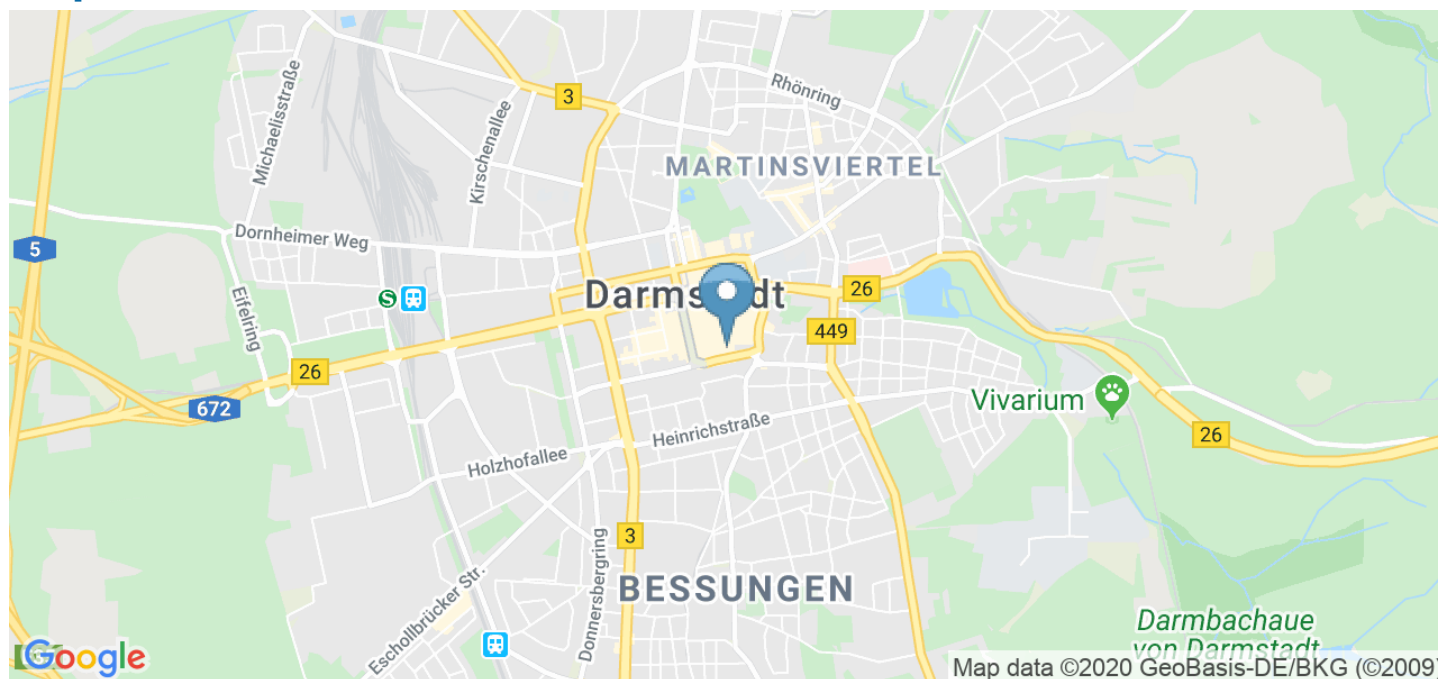 3
Rhönring
Michaelisstraße
Kirschenallee
MARTINSVIERTEL
Dornheimer Weg
5
S
Eifelring
Darmstadt
26
449
26
672
Vivarium
26
Heinrichstraße
Holzhofallee
3
Donnersbergring
BESSUNGEN
Eschollbrücker Str.
Darmbachaue
von Darmstadt
Google
Map data ©2020 GeoBasis-DE/BKG (©2009)